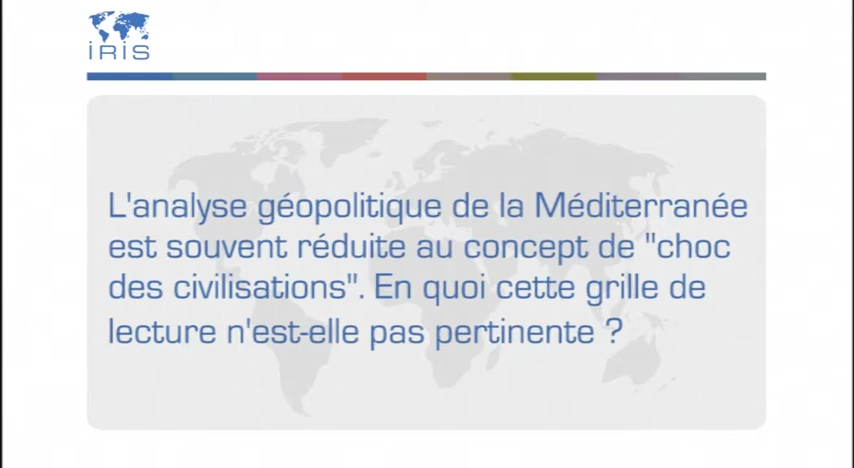 iRiS
L'analyse géopolitique de la Méditerranée
est souvent réduite au concept de "choc
des civilisations". En quoi cette grille de
lecture n'est-elle pas pertinente ?